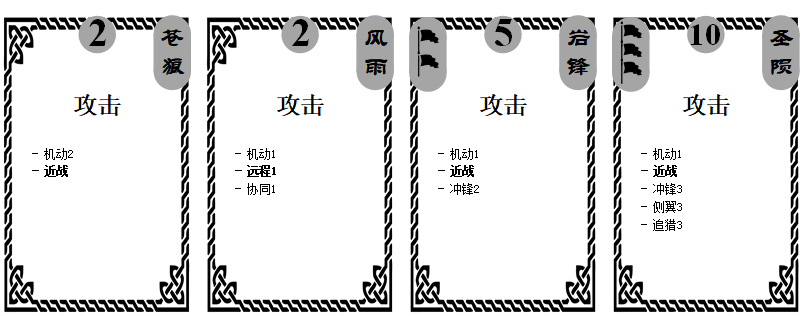 2
苍狼
攻击
- 机动2
- 近战
2
风雨
攻击
- 机动1
- 远程1
- 协同1
5
岩锋
攻击
- 机动1
- 近战
- 冲锋2
10
圣陨
攻击
- 机动1
- 近战
- 冲锋3
- 侧翼3
- 追猎3